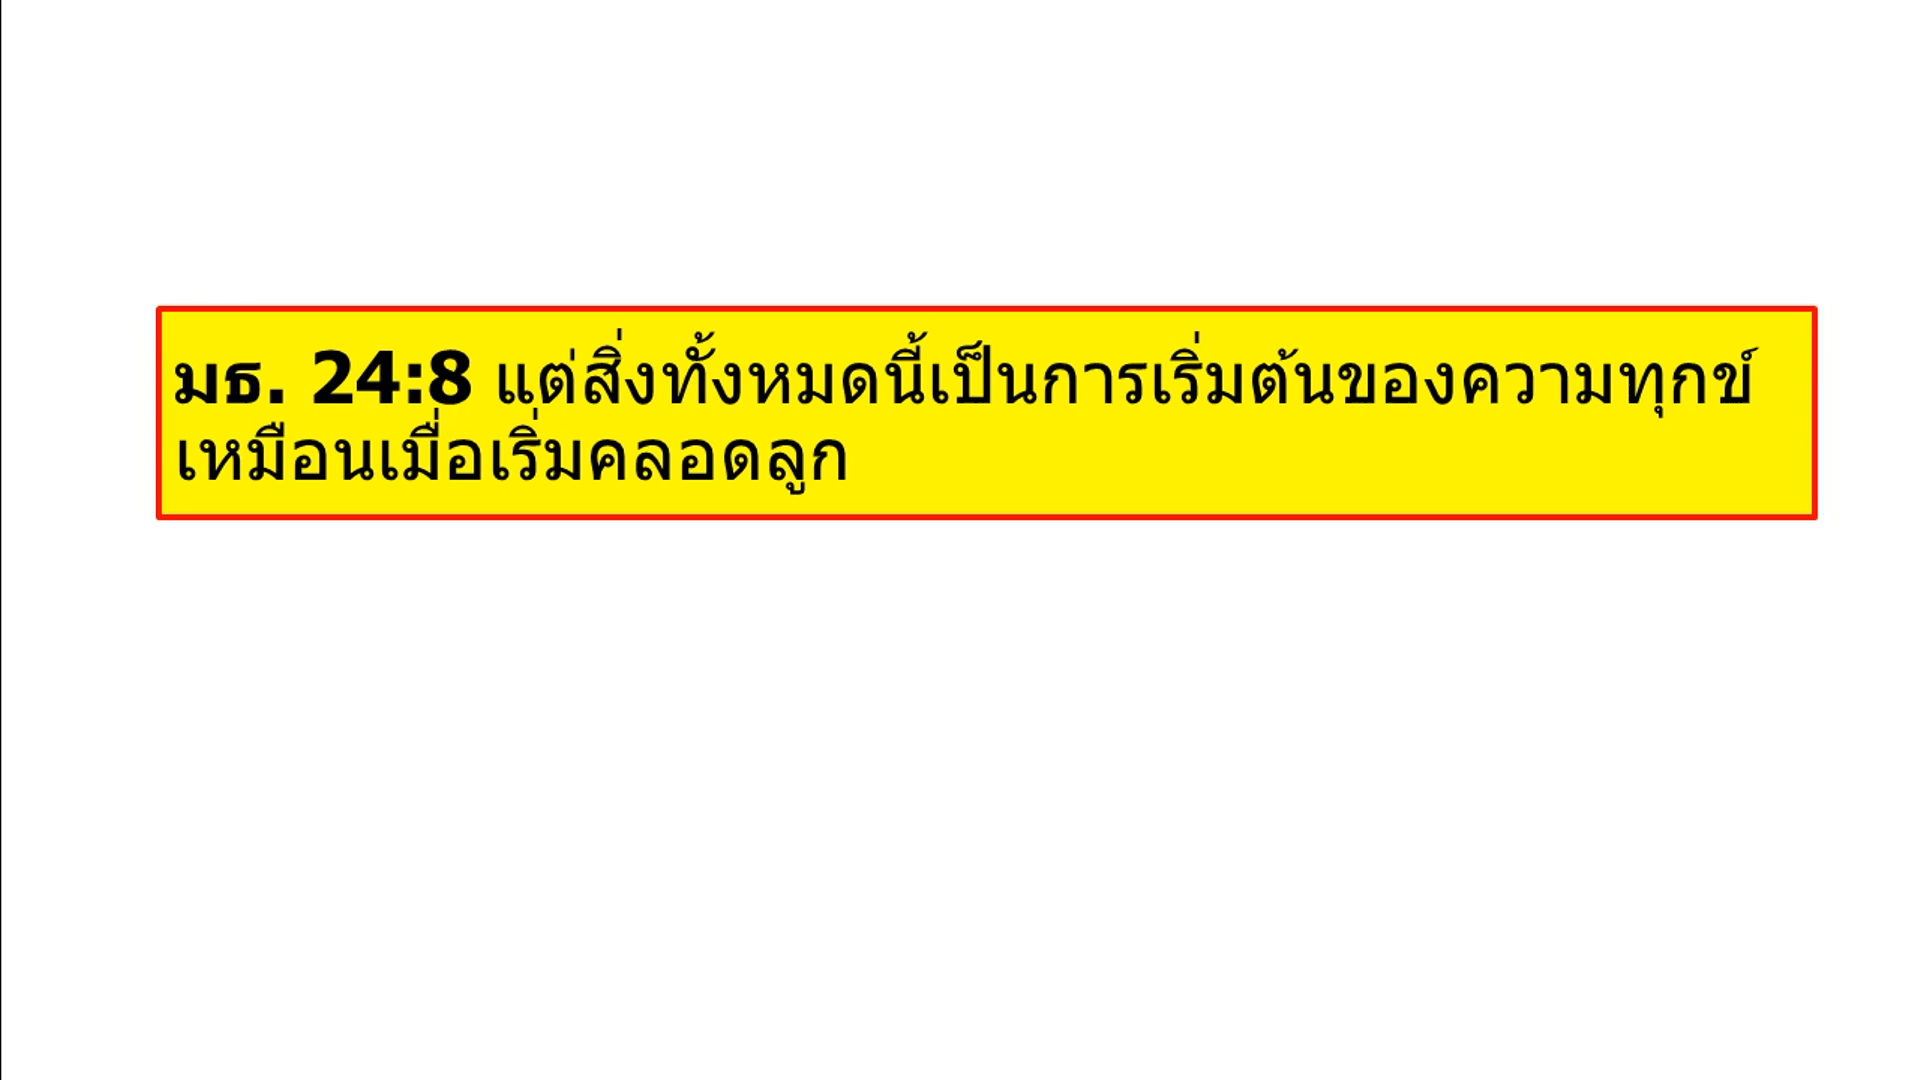 มธ. 24:8 แต่สิ่งทั้งหมดนี้เป็นการเริ่มต้นของความทุกข์
เหมือนเมื่อเริ่มคลอดลูก